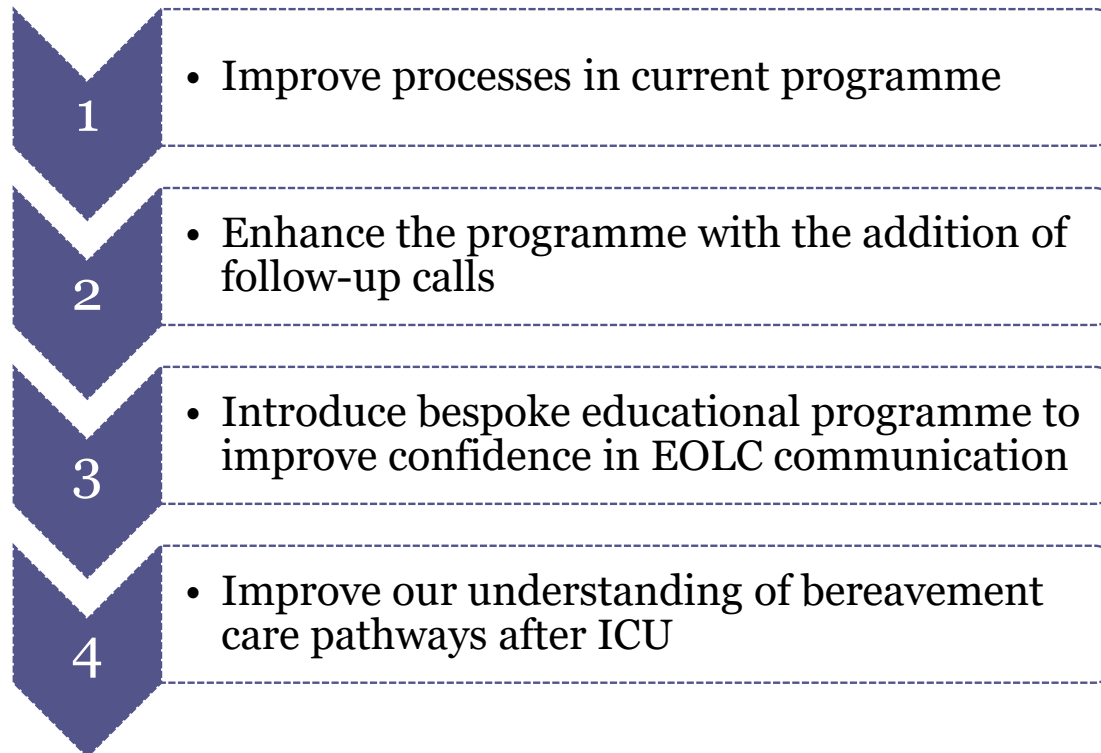 1
• Improve processes in current programme
2
• Enhance the programme with the addition of
follow-up calls
3
• Introduce bespoke educational programme to
improve confidence in EOLC communication
4
• Improve our understanding of bereavement
care pathways after ICU